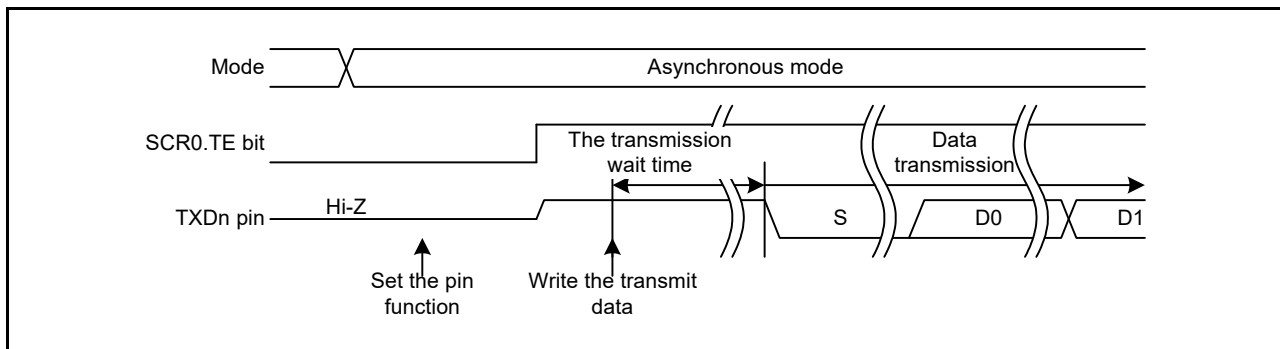 Mode
Asynchronous mode
SCR0.TE bit
The transmission
wait time
Data
transmission
TXDn pin
Hi-Z
S
D0
D1
Set the pin
function
Write the transmit
data